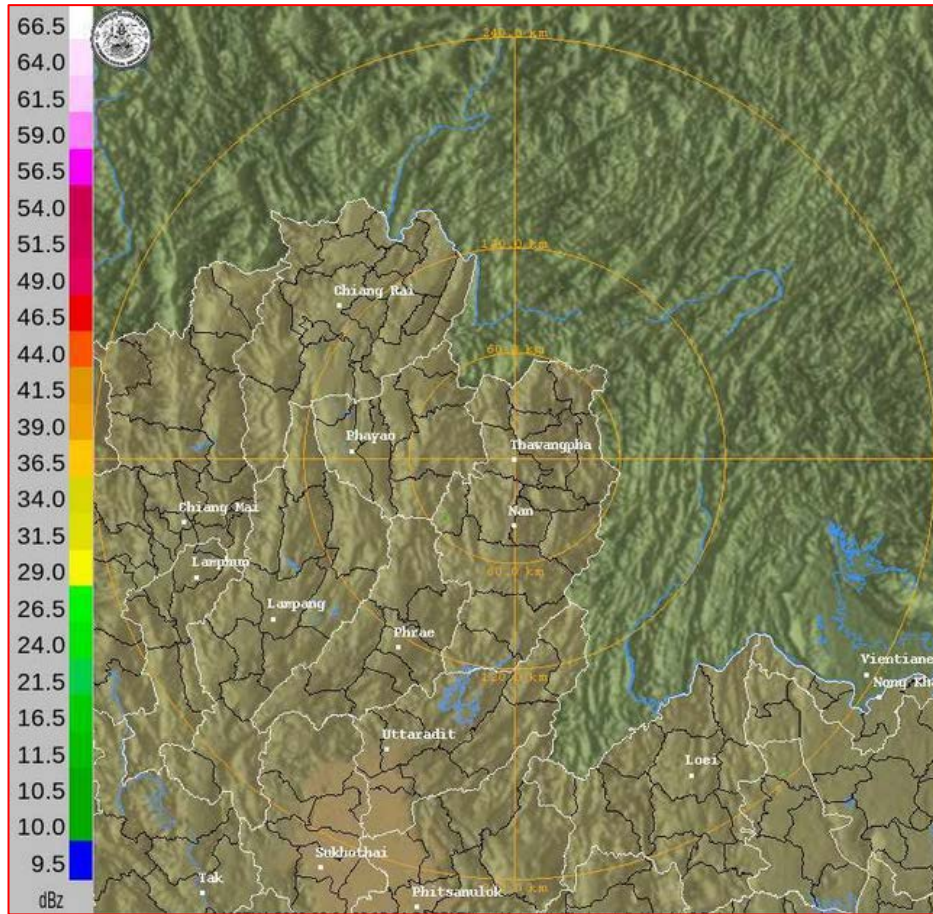 66.5
64.0
61.5
59.0
56.5
54.0
51.5
49.0
46.5
44.0
41.5
39.0
36.5
34.0
31.5
29.0
26.5
24.0
21.5
16.5
11.5
10.5
10.0
9.5
dBz
240.0 km
120.0 km
Chiang Rai
60.0 km
Phayao
Thawangpha
Chiang Mai
Nan
Lamphun
60.0 km
Lampang
Phrae
120.0 km
Vientiane
Nong Kha
Uttaradit
Loei
Sukhothai
Tak
Phitsanulok
0 km